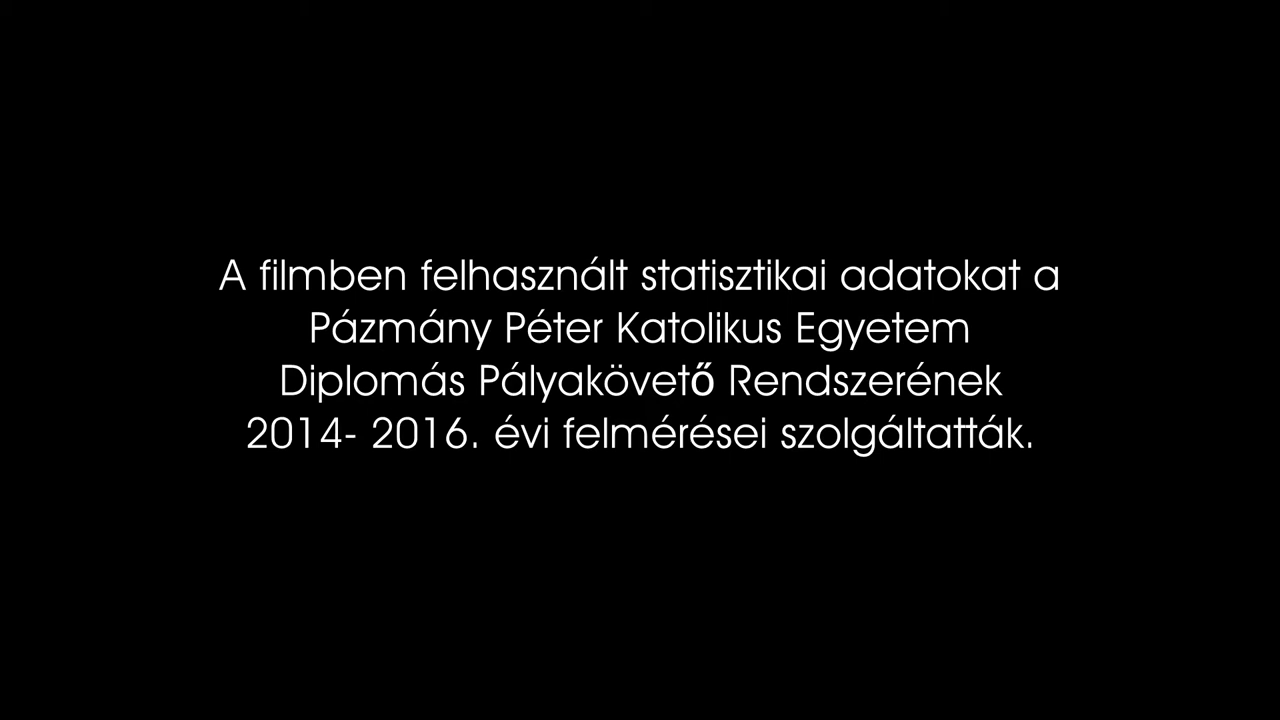 A filmben felhasznált statisztikai adatokat a
Pázmány Péter Katolikus Egyetem
Diplomás Pályakövető Rendszerének
2014- 2016. évi felmérései szolgáltatták.